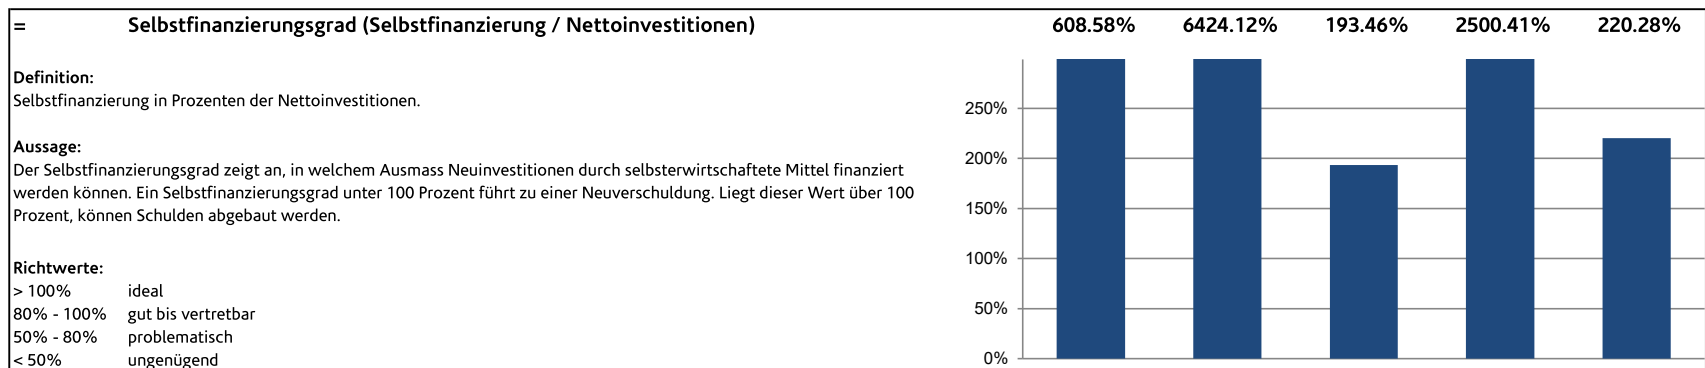 = Selbstfinanzierungsgrad (Selbstfinanzierung / Nettoinvestitionen) 608.58% 6424.12% 193.46% 2500.41% 220.28%
Definition:
Selbstfinanzierung in Prozenten der Nettoinvestitionen.
Aussage:
Der Selbstfinanzierungsgrad zeigt an, in welchem Ausmass Neuinvestitionen durch selbsterwirtschaftete Mittel finanziert
werden können. Ein Selbstfinanzierungsgrad unter 100 Prozent führt zu einer Neuverschuldung. Liegt dieser Wert über 100
Prozent, können Schulden abgebaut werden.
Richtwerte:
> 100% ideal
80% - 100% gut bis vertretbar
50% - 80% problematisch
< 50% ungenügend
250%
200%
150%
100%
50%
0%